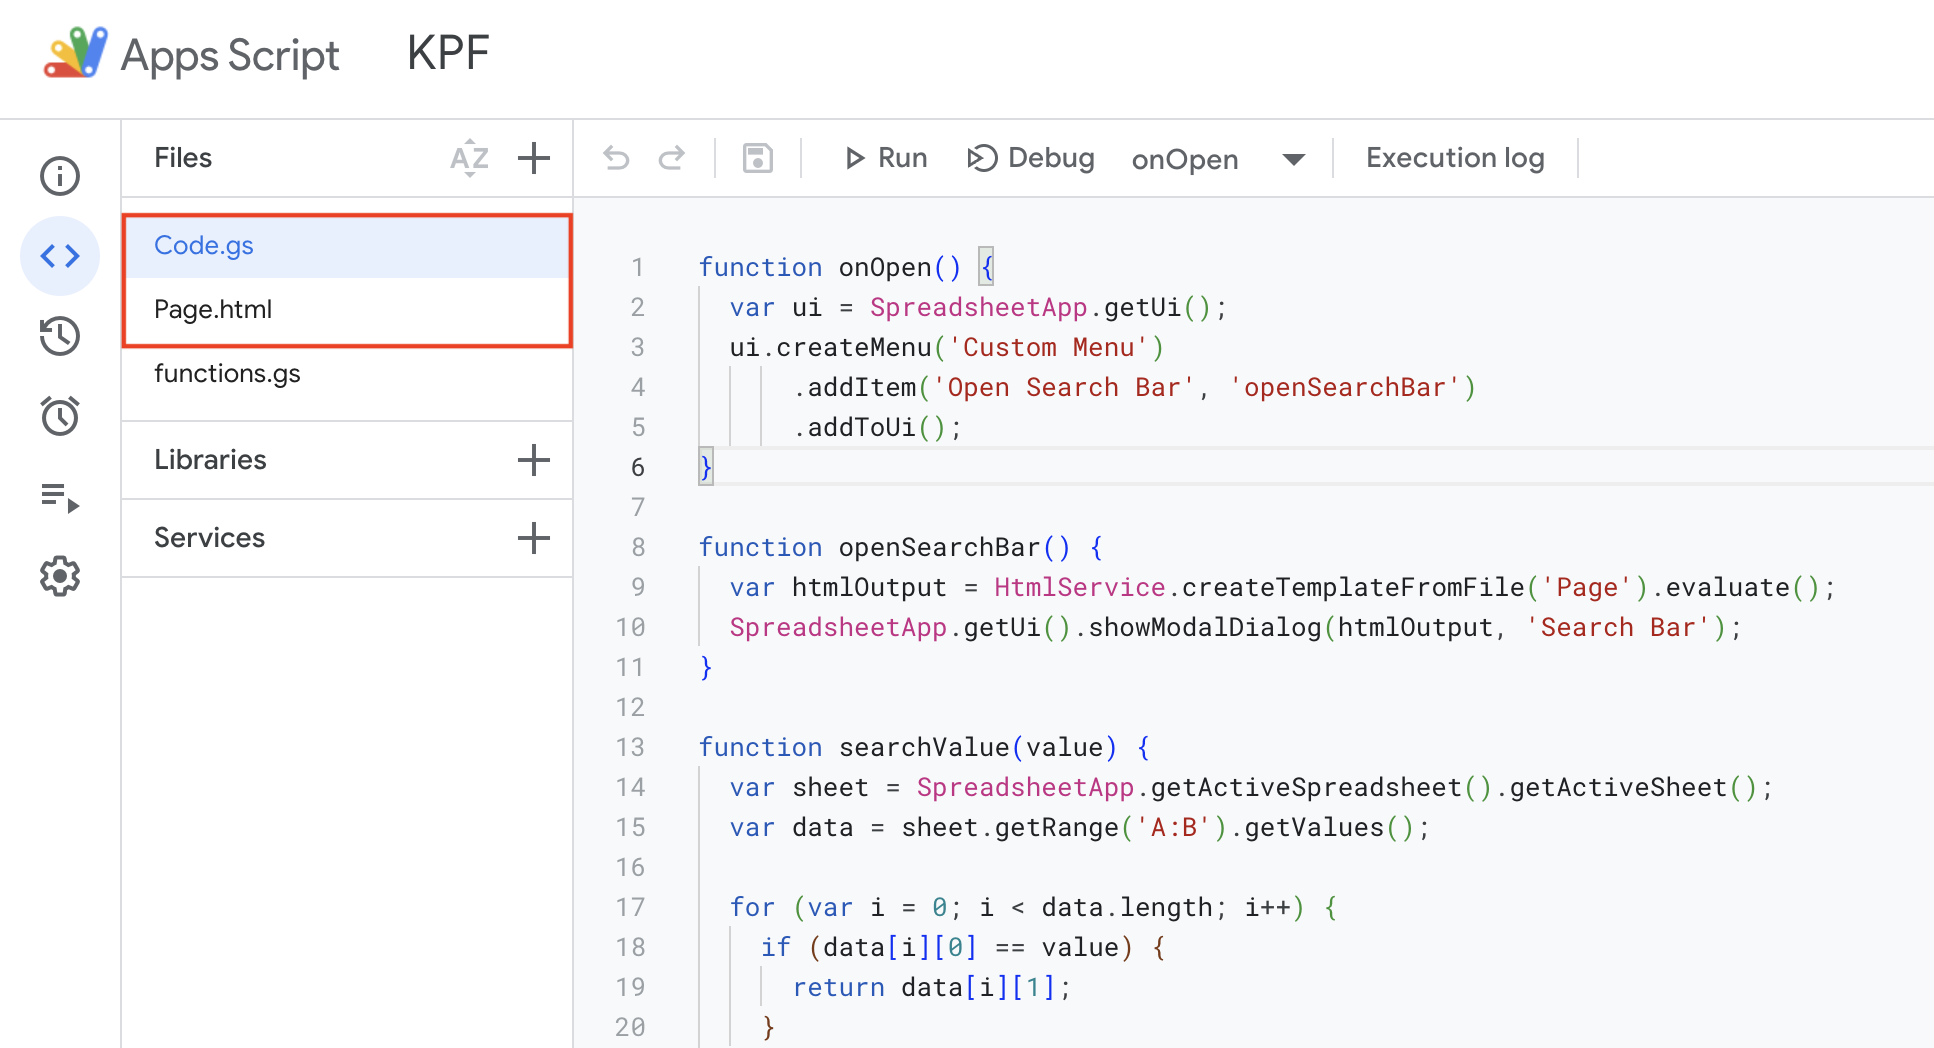 Apps Script KPF
Files AZ
Run Debug onOpen Execution log
Code.gs
Page.html
functions.gs
Libraries
Services
1 function onOpen() {
2 var ui = SpreadsheetApp.getUi();
3 ui.createMenu('Custom Menu')
4 .addItem('Open Search Bar', 'openSearchBar')
5 .addToUi();
6 }
7
8 function openSearchBar() {
9 var htmlOutput = HtmlService.createTemplateFromFile('Page').evaluate();
10 SpreadsheetApp.getUi().showModalDialog(htmlOutput, 'Search Bar');
11 }
12
13 function searchValue(value) {
14 var sheet = SpreadsheetApp.getActiveSpreadsheet().getActiveSheet();
15 var data = sheet.getRange('A:B').getValues();
16
17 for (var i = 0; i < data.length; i++) {
18 if (data[i][0] == value) {
19 return data[i][1];
20 }